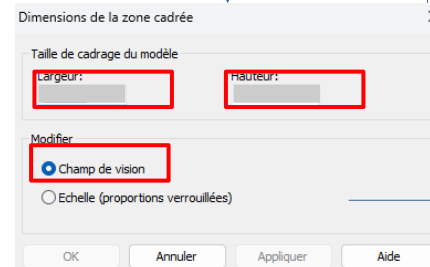 Dimensions de la zone cadrée
Taille de cadrage du modèle
Largeur:
Hauteur:
Modifier
Champ de vision
Echelle (proportions verrouillées)
OK
Annuler
Appliquer
Aide